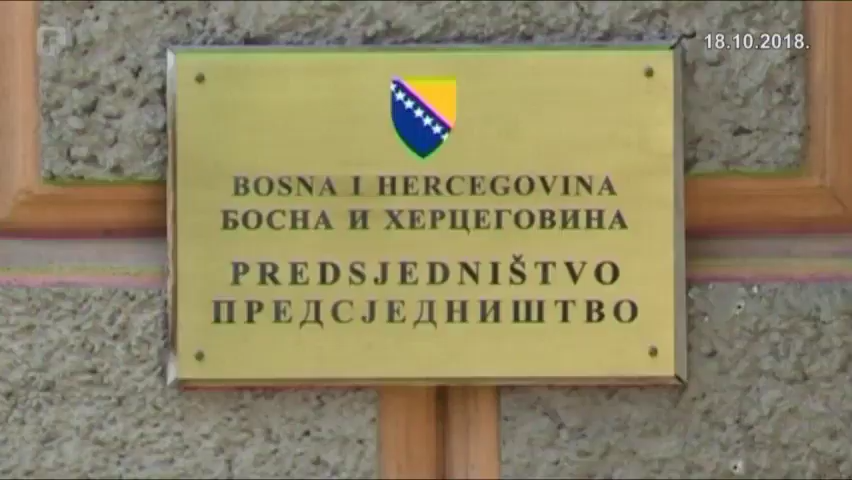 18.10.2018.
BOSNA I HERCEGOVINA
БОСНА И ХЕРЦЕГОВИНА
PREDSJEDNIŠTVO
ПРЕДСЈЕДНИШТВО